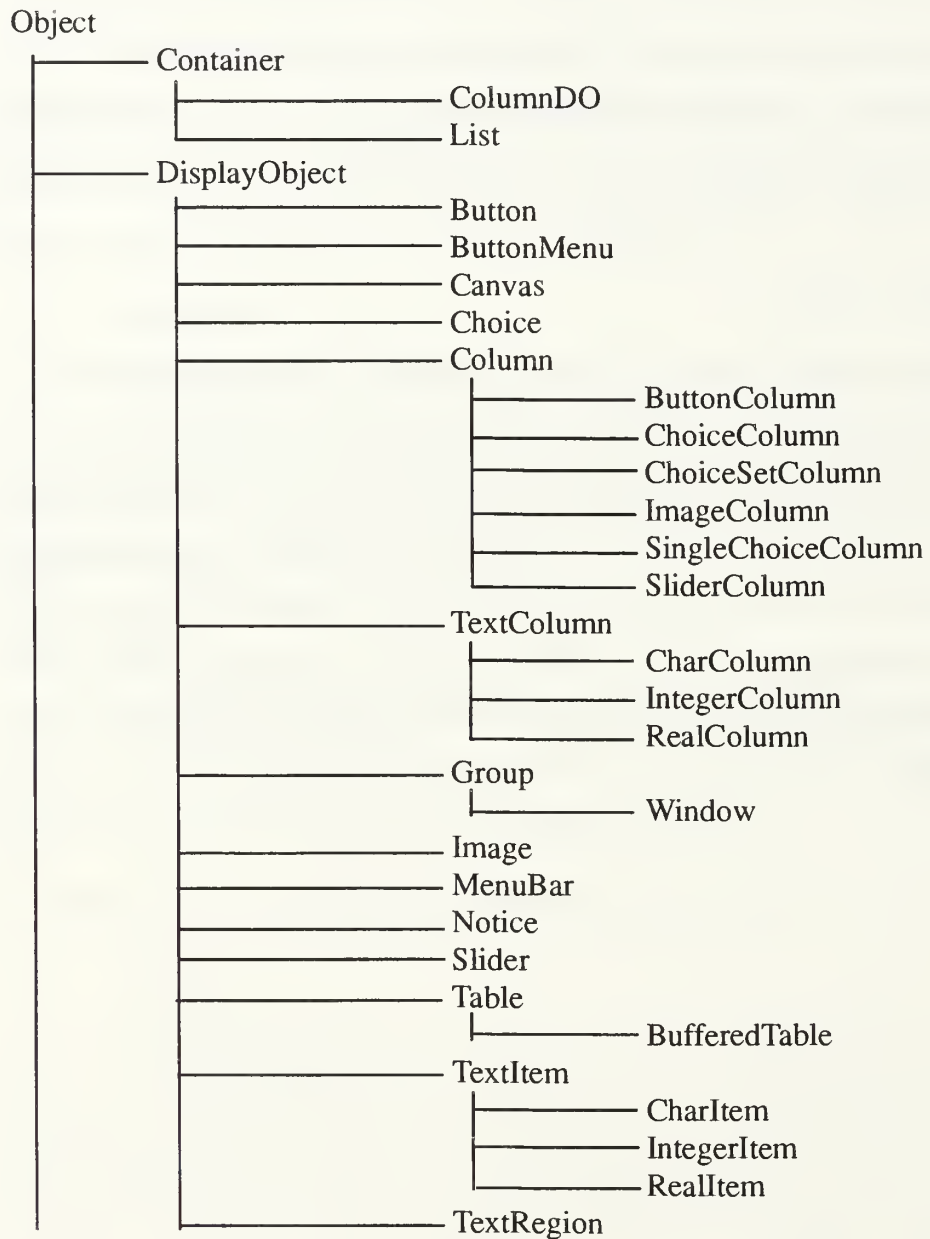 Object
Container
ColumnDO
List
DisplayObject
Button
ButtonMenu
Canvas
Choice
Column
ButtonColumn
ChoiceColumn
ChoiceSetColumn
ImageColumn
SingleChoiceColumn
SliderColumn
TextColumn
CharColumn
IntegerColumn
RealColumn
Group
Window
Image
MenuBar
Notice
Slider
Table
BufferedTable
TextItem
CharItem
IntegerItem
RealItem
TextRegion